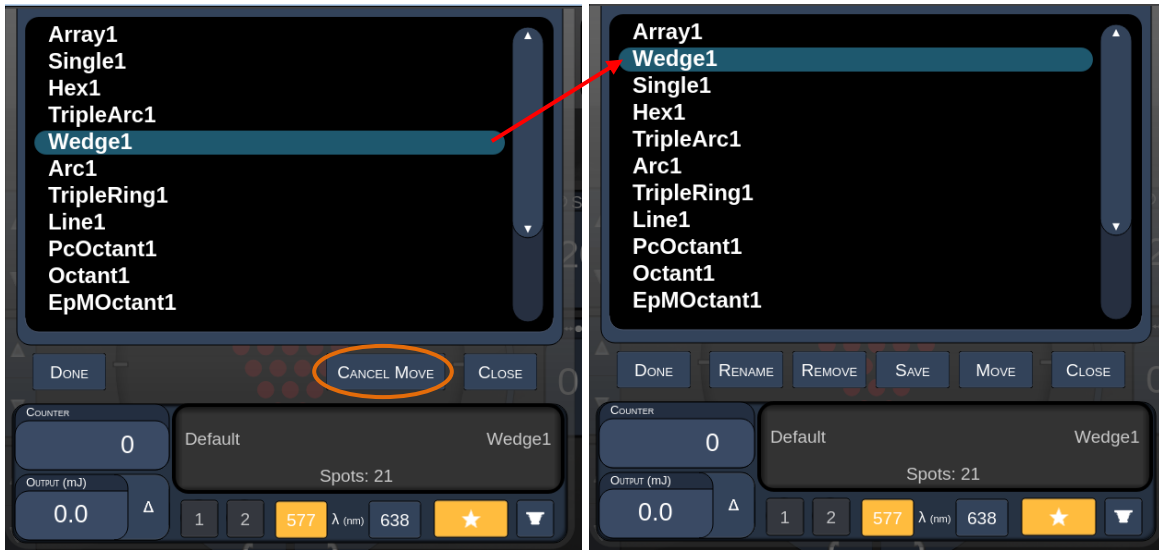 Array1
Single1
Hex1
TripleArc1
Wedge1
Arc1
TripleRing1
Line1
PcOctant1
Octant1
EpMOctant1
DONE
CANCEL MOVE
CLOSE
COUNTER
0
Default
Wedge1
Spots: 21
OUTPUT (mJ)
0.0
Δ
1
2
577
λ (nm)
638
Array1
Wedge1
Single1
Hex1
TripleArc1
Arc1
TripleRing1
Line1
PcOctant1
Octant1
EpMOctant1
DONE
RENAME
REMOVE
SAVE
MOVE
CLOSE
COUNTER
0
Default
Wedge1
Spots: 21
OUTPUT (mJ)
0.0
Δ
1
2
577
λ (nm)
638